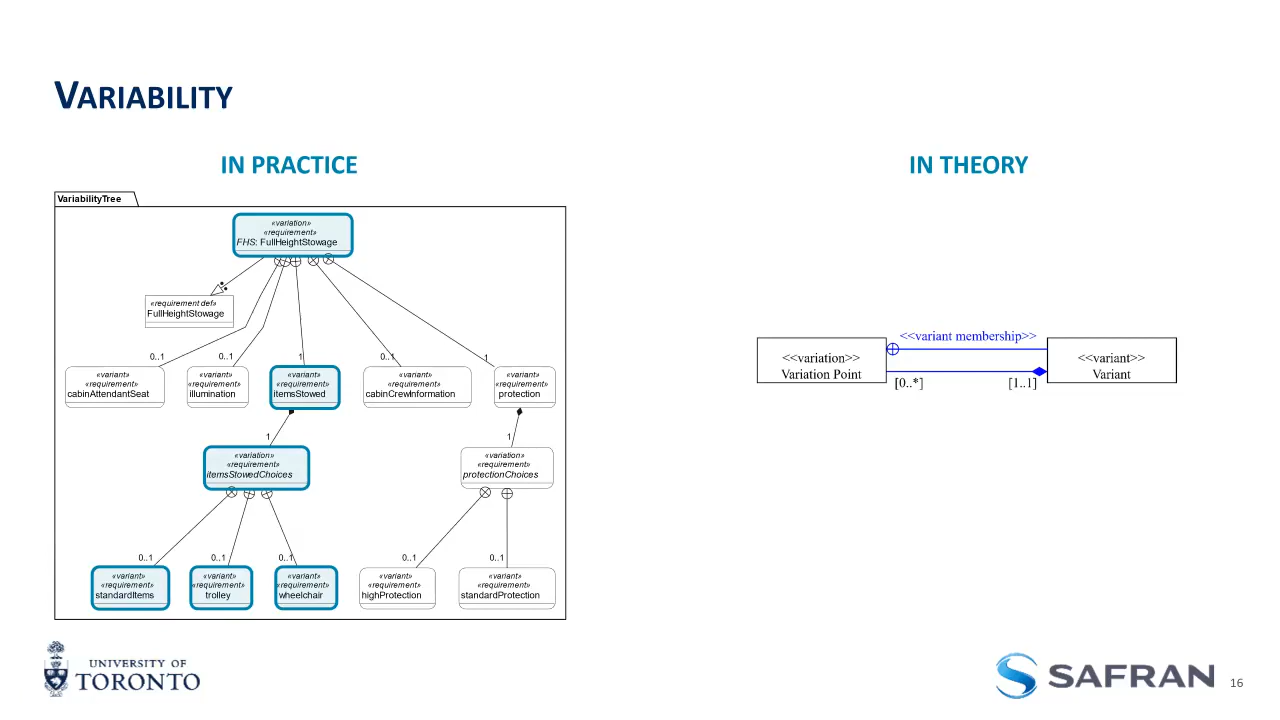 VARIABILITY
IN PRACTICE
IN THEORY
VariabilityTree
«variation»
«requirement»
FHS: FullHeightStowage
«requirement def»
FullHeightStowage
0..1
0..1
1
0..1
1
«variant»
«requirement»
cabinAttendantSeat
«variant»
«requirement»
illumination
«variant»
«requirement»
itemsStowed
«variant»
«requirement»
cabinCrewInformation
«variant»
«requirement»
protection
1
1
«variation»
«requirement»
itemsStowedChoices
«variation»
«requirement»
protectionChoices
0..1
0..1
0..1
0..1
0..1
«variant»
«requirement»
standardItems
«variant»
«requirement»
trolley
«variant»
«requirement»
wheelchair
«variant»
«requirement»
highProtection
«variant»
«requirement»
standardProtection
<<variation>>
Variation Point
<<variant membership>>
[0..*]
[1..1]
<<variant>>
Variant
UNIVERSITY OF
TORONTO
SAFRAN
16